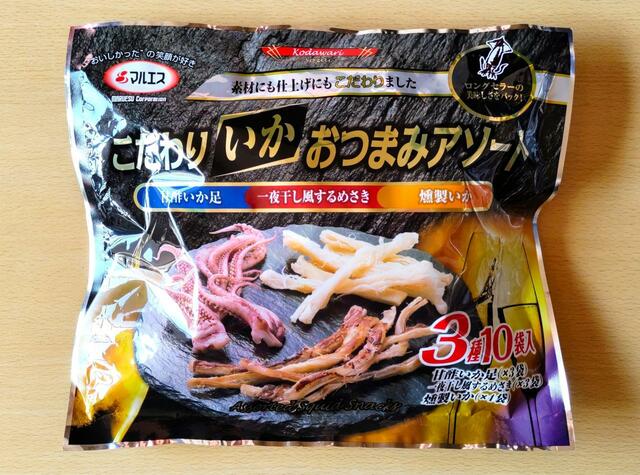 "おいしかった"の笑顔が好き
マルエス
MARUESU Corporation
Kodawari
素材にも仕上げにもこだわりました
ロングセラーの
美味しさをパック!
こだわりいかおつまみアソート
甘酢いか足
一夜干し風するめさき
燻製いか
3種10袋入
甘酢いか足(×3袋)
一夜干し風するめさき(×3袋)
燻製いか(×4袋)
Assorted Squid Snacks